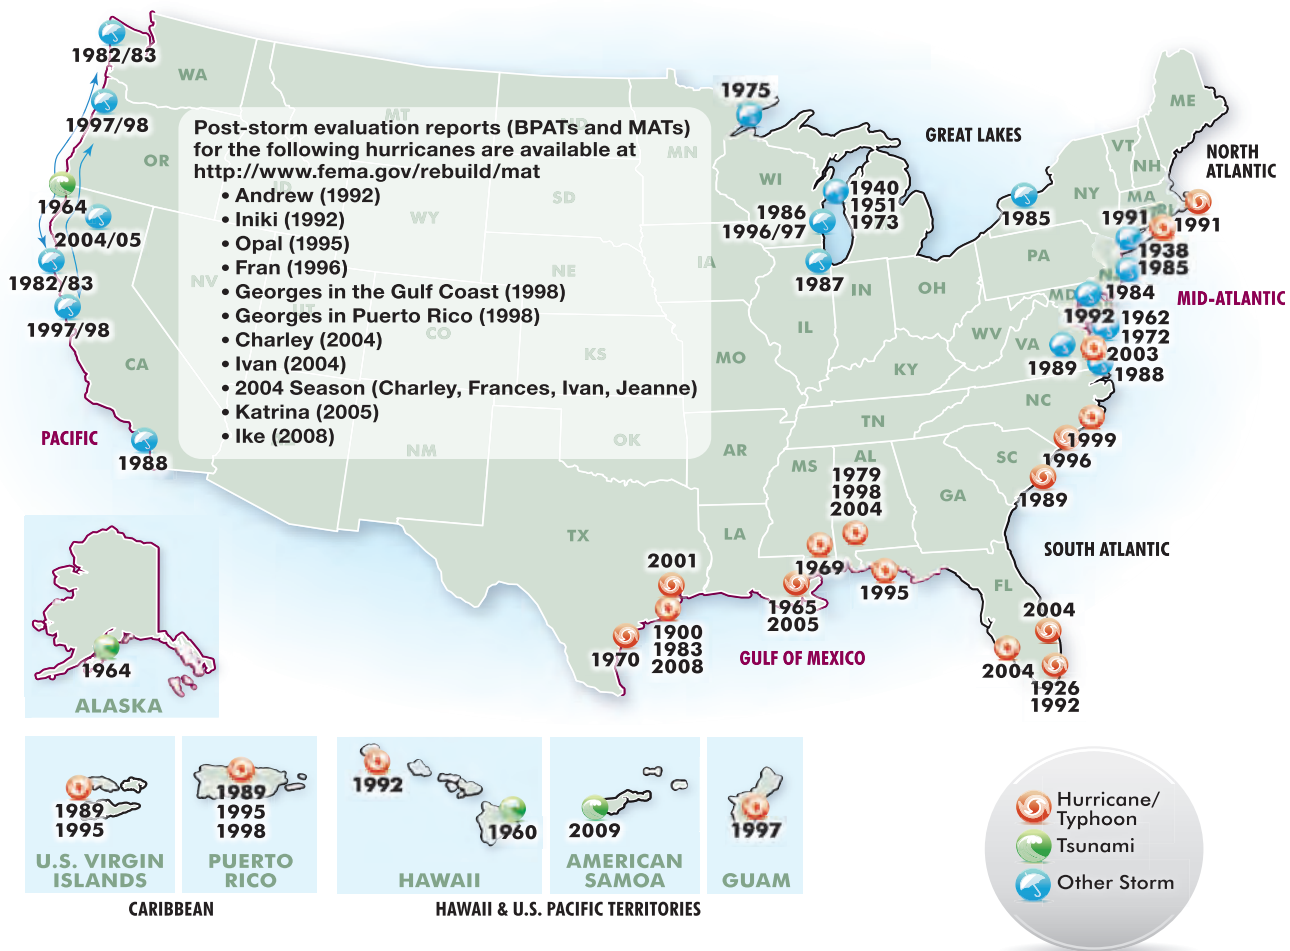 1982/83
WA
1997/98
OR
1964
2004/05
1982/83
NV
1997/98
CA
PACIFIC
1988
Post-storm evaluation reports (BPATs and MATs)
for the following hurricanes are available at
http://www.fema.gov/rebuild/mat
• Andrew (1992)
• Iniki (1992)
• Opal (1995)
• Fran (1996)
• Georges in the Gulf Coast (1998)
• Georges in Puerto Rico (1998)
• Charley (2004)
• Ivan (2004)
• 2004 Season (Charley, Frances, Ivan, Jeanne)
• Katrina (2005)
• Ike (2008)
MT
ND
MN
ID
WY
SD
NE
IA
UT
CO
KS
NM
OK
1975
GREAT LAKES
WI
1940
1951
1973
1986
1996/97
1987
1985
ME
VT
NH
NORTH
ATLANTIC
NY
MA
RI
1991
1991
1938
1985
PA
NJ
MD
1984
MID-ATLANTIC
1992
1962
1972
2003
1989
1988
IN
OH
IL
WV
VA
MO
KY
NC
TN
1999
1996
AR
MS
AL
1979
1998
2004
SC
GA
1989
TX
LA
SOUTH ATLANTIC
2001
1969
1995
FL
1965
2005
1900
1983
2008
1970
GULF OF MEXICO
2004
2004
1926
1992
1964
ALASKA
1989
1995
U.S. VIRGIN
ISLANDS
1989
1995
1998
PUERTO
RICO
CARIBBEAN
1992
1960
HAWAII
2009
AMERICAN
SAMOA
1997
GUAM
HAWAII & U.S. PACIFIC TERRITORIES
Hurricane/
Typhoon
Tsunami
Other Storm